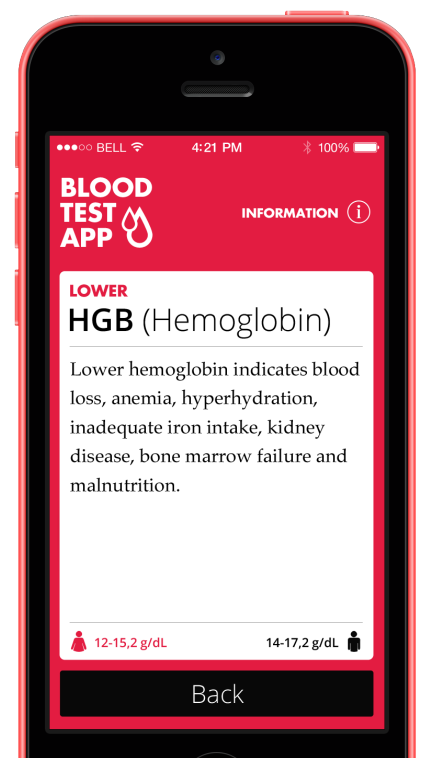 BELL 4:21 PM 100%
BLOOD
TEST
APP
INFORMATION i
LOWER
HGB (Hemoglobin)
Lower hemoglobin indicates blood
loss, anemia, hyperhydration,
inadequate iron intake, kidney
disease, bone marrow failure and
malnutrition.
12-15,2 g/dL 14-17,2 g/dL
Back